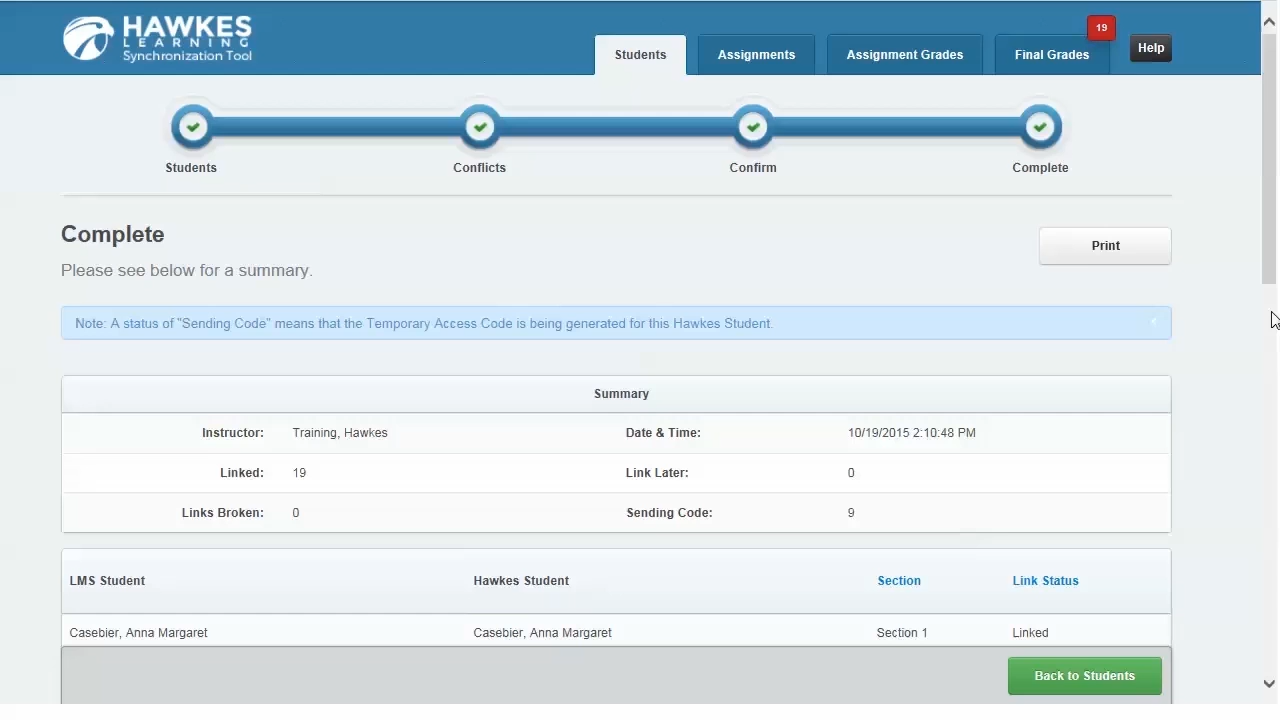 HAWKES
LEARNING
Synchronization Tool
Students
Assignments
Assignment Grades
Final Grades
19
Help
Students
Conflicts
Confirm
Complete
Complete
Please see below for a summary.
Print
Note: A status of "Sending Code" means that the Temporary Access Code is being generated for this Hawkes Student.
Summary
Instructor: Training, Hawkes Date & Time: 10/19/2015 2:10:48 PM
Linked: 19 Link Later: 0
Links Broken: 0 Sending Code: 9
LMS Student Hawkes Student Section Link Status
Casebier, Anna Margaret Casebier, Anna Margaret Section 1 Linked
Back to Students